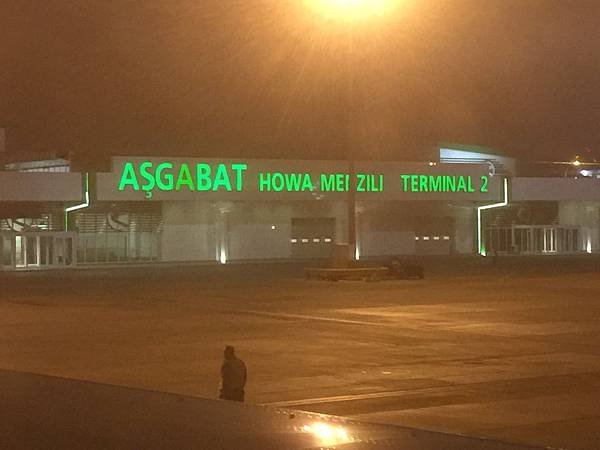 AŞGABAT HOWA MENZILI TERMINAL 2